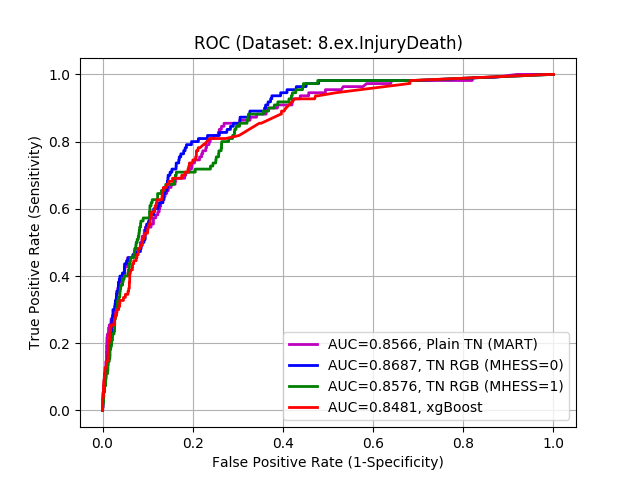 ROC (Dataset: 8.ex.InjuryDeath)
True Positive Rate (Sensitivity)
1.0
0.8
0.6
0.4
0.2
0.0
AUC=0.8566, Plain TN (MART)
AUC=0.8687, TN RGB (MHESS=0)
AUC=0.8576, TN RGB (MHESS=1)
AUC=0.8481, xgBoost
0.0 0.2 0.4 0.6 0.8 1.0
False Positive Rate (1-Specificity)